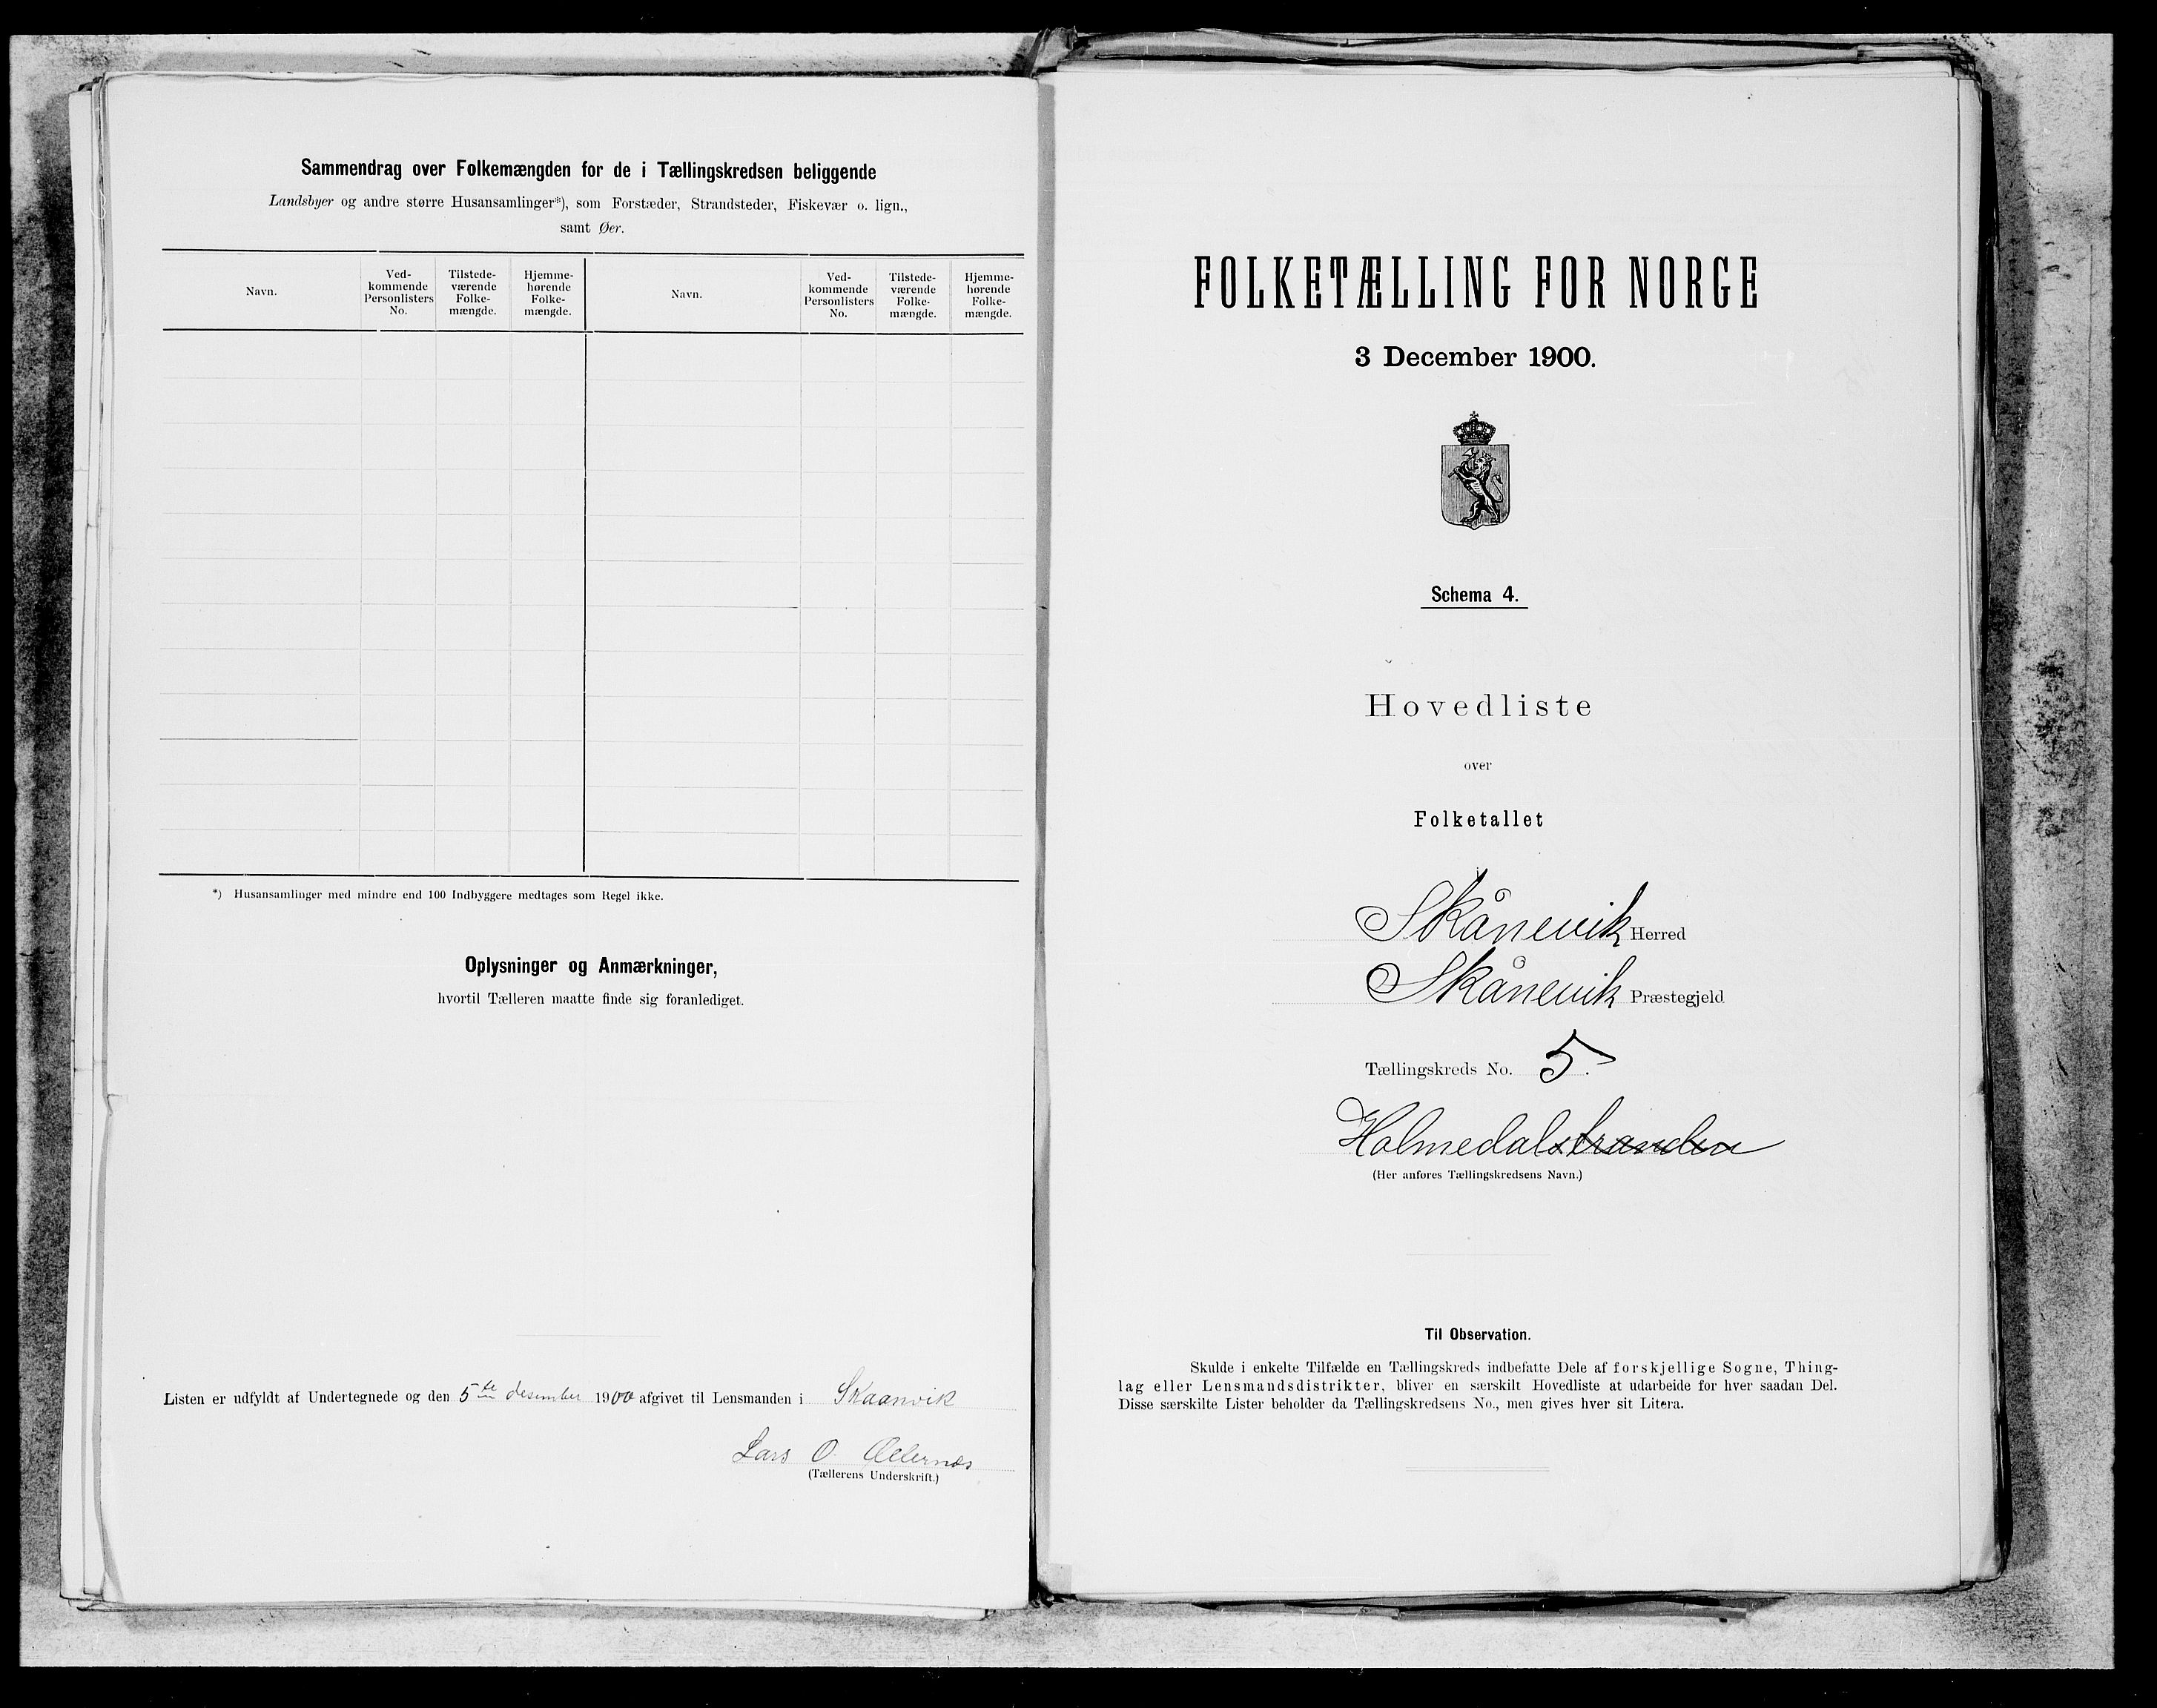 Sammendrag over Folkemængden for de i Tællingskredsen beliggende
Landsbyer og andre større Husansamlinger*), som Forstæder, Strandsteder, Fiskevær o. lign.,
samt Øer.
Navn.
Ved-
kommende
Personlisters
No.
Tilstede-
værende
Folke-
mængde.
Hjemme-
hørende
Folke-
mængde.
Navn.
Ved-
kommende
Personlisters
No.
Tilstede-
værende
Folke-
mængde.
Hjemme-
hørende
Folke-
mængde.
*) Husansamlinger med mindre end 100 Indbyggere medtages som Regel ikke.
Oplysninger og Anmærkninger,
hvortil Tælleren maatte finde sig foranlediget.
Listen er udfyldt af Undertegnede og den 5te desember 1900 afgivet til Lensmanden i Skaanvik
Lars O.
(Tællerens Underskrift.)
FOLKETÆLLING FOR NORGE
3 December 1900.
Schema 4.
Hovedliste
over
Folketallet
Skånevik Herred
Skånevik Præstegjeld
Tællingskreds No. 5.
Holmedalstranden
(Her anføres Tællingskredsens Navn.)
Til Observation.
Skulde i enkelte Tilfælde en Tællingskreds indbefatte Dele af forskjellige Sogne, Thing-
lag eller Lensmandsdistrikter, bliver en særskilt Hovedliste at udarbeide for hver saadan Del.
Disse særskilte Lister beholder da Tællingskredsens No., men gives hver sit Litera.